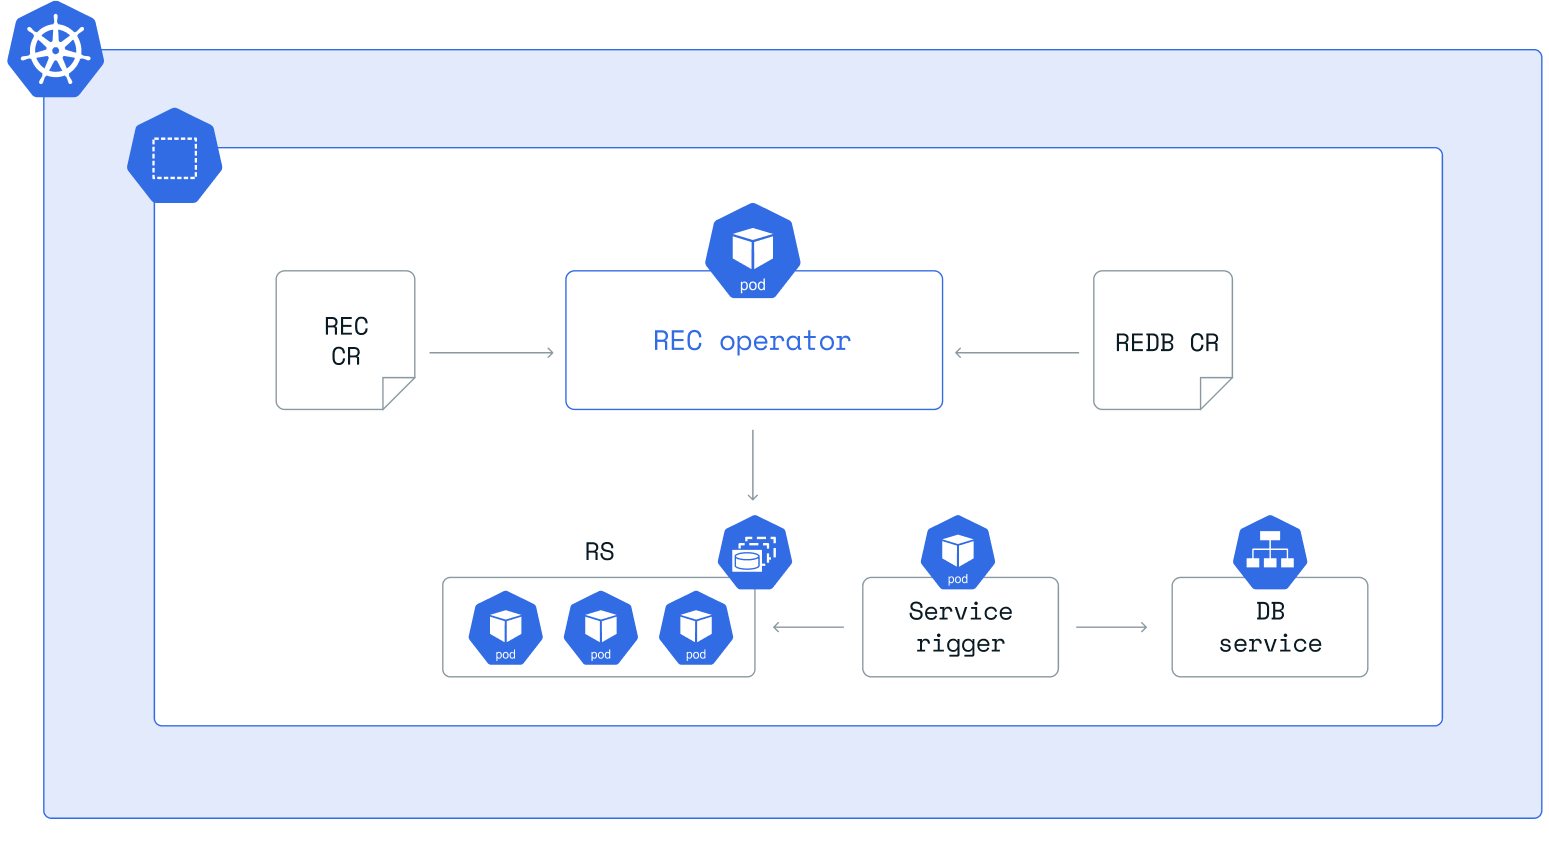 pod
REC
CR
REC operator
REDB CR
RS
pod
pod
pod
pod
Service
rigger
DB
service